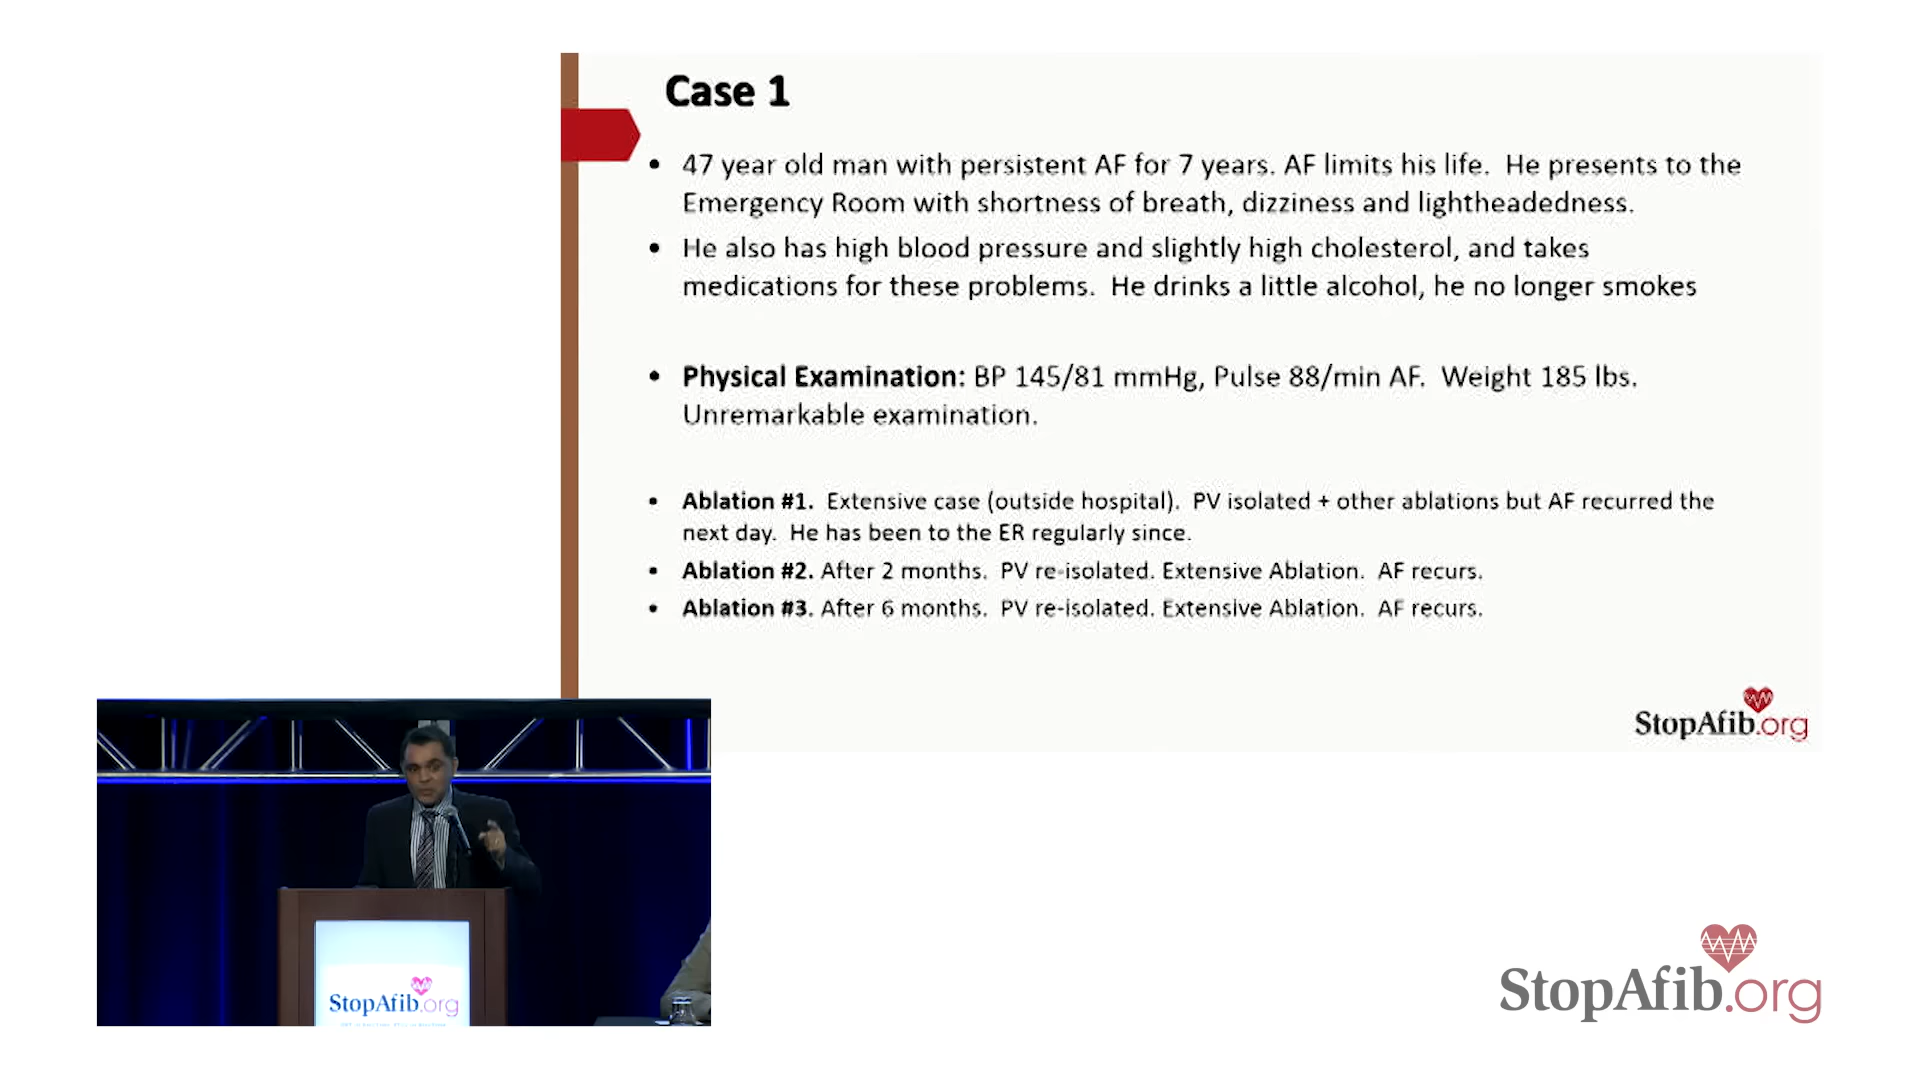 Case 1
• 47 year old man with persistent AF for 7 years. AF limits his life. He presents to the
Emergency Room with shortness of breath, dizziness and lightheadedness.
• He also has high blood pressure and slightly high cholesterol, and takes
medications for these problems. He drinks a little alcohol, he no longer smokes
• Physical Examination: BP 145/81 mmHg, Pulse 88/min AF. Weight 185 lbs.
Unremarkable examination.
• Ablation #1. Extensive case (outside hospital). PV isolated + other ablations but AF recurred the
next day. He has been to the ER regularly since.
• Ablation #2. After 2 months. PV re-isolated. Extensive Ablation. AF recurs.
• Ablation #3. After 6 months. PV re-isolated. Extensive Ablation. AF recurs.
StopAfib.org
StopAfib.org
StopAfib.org